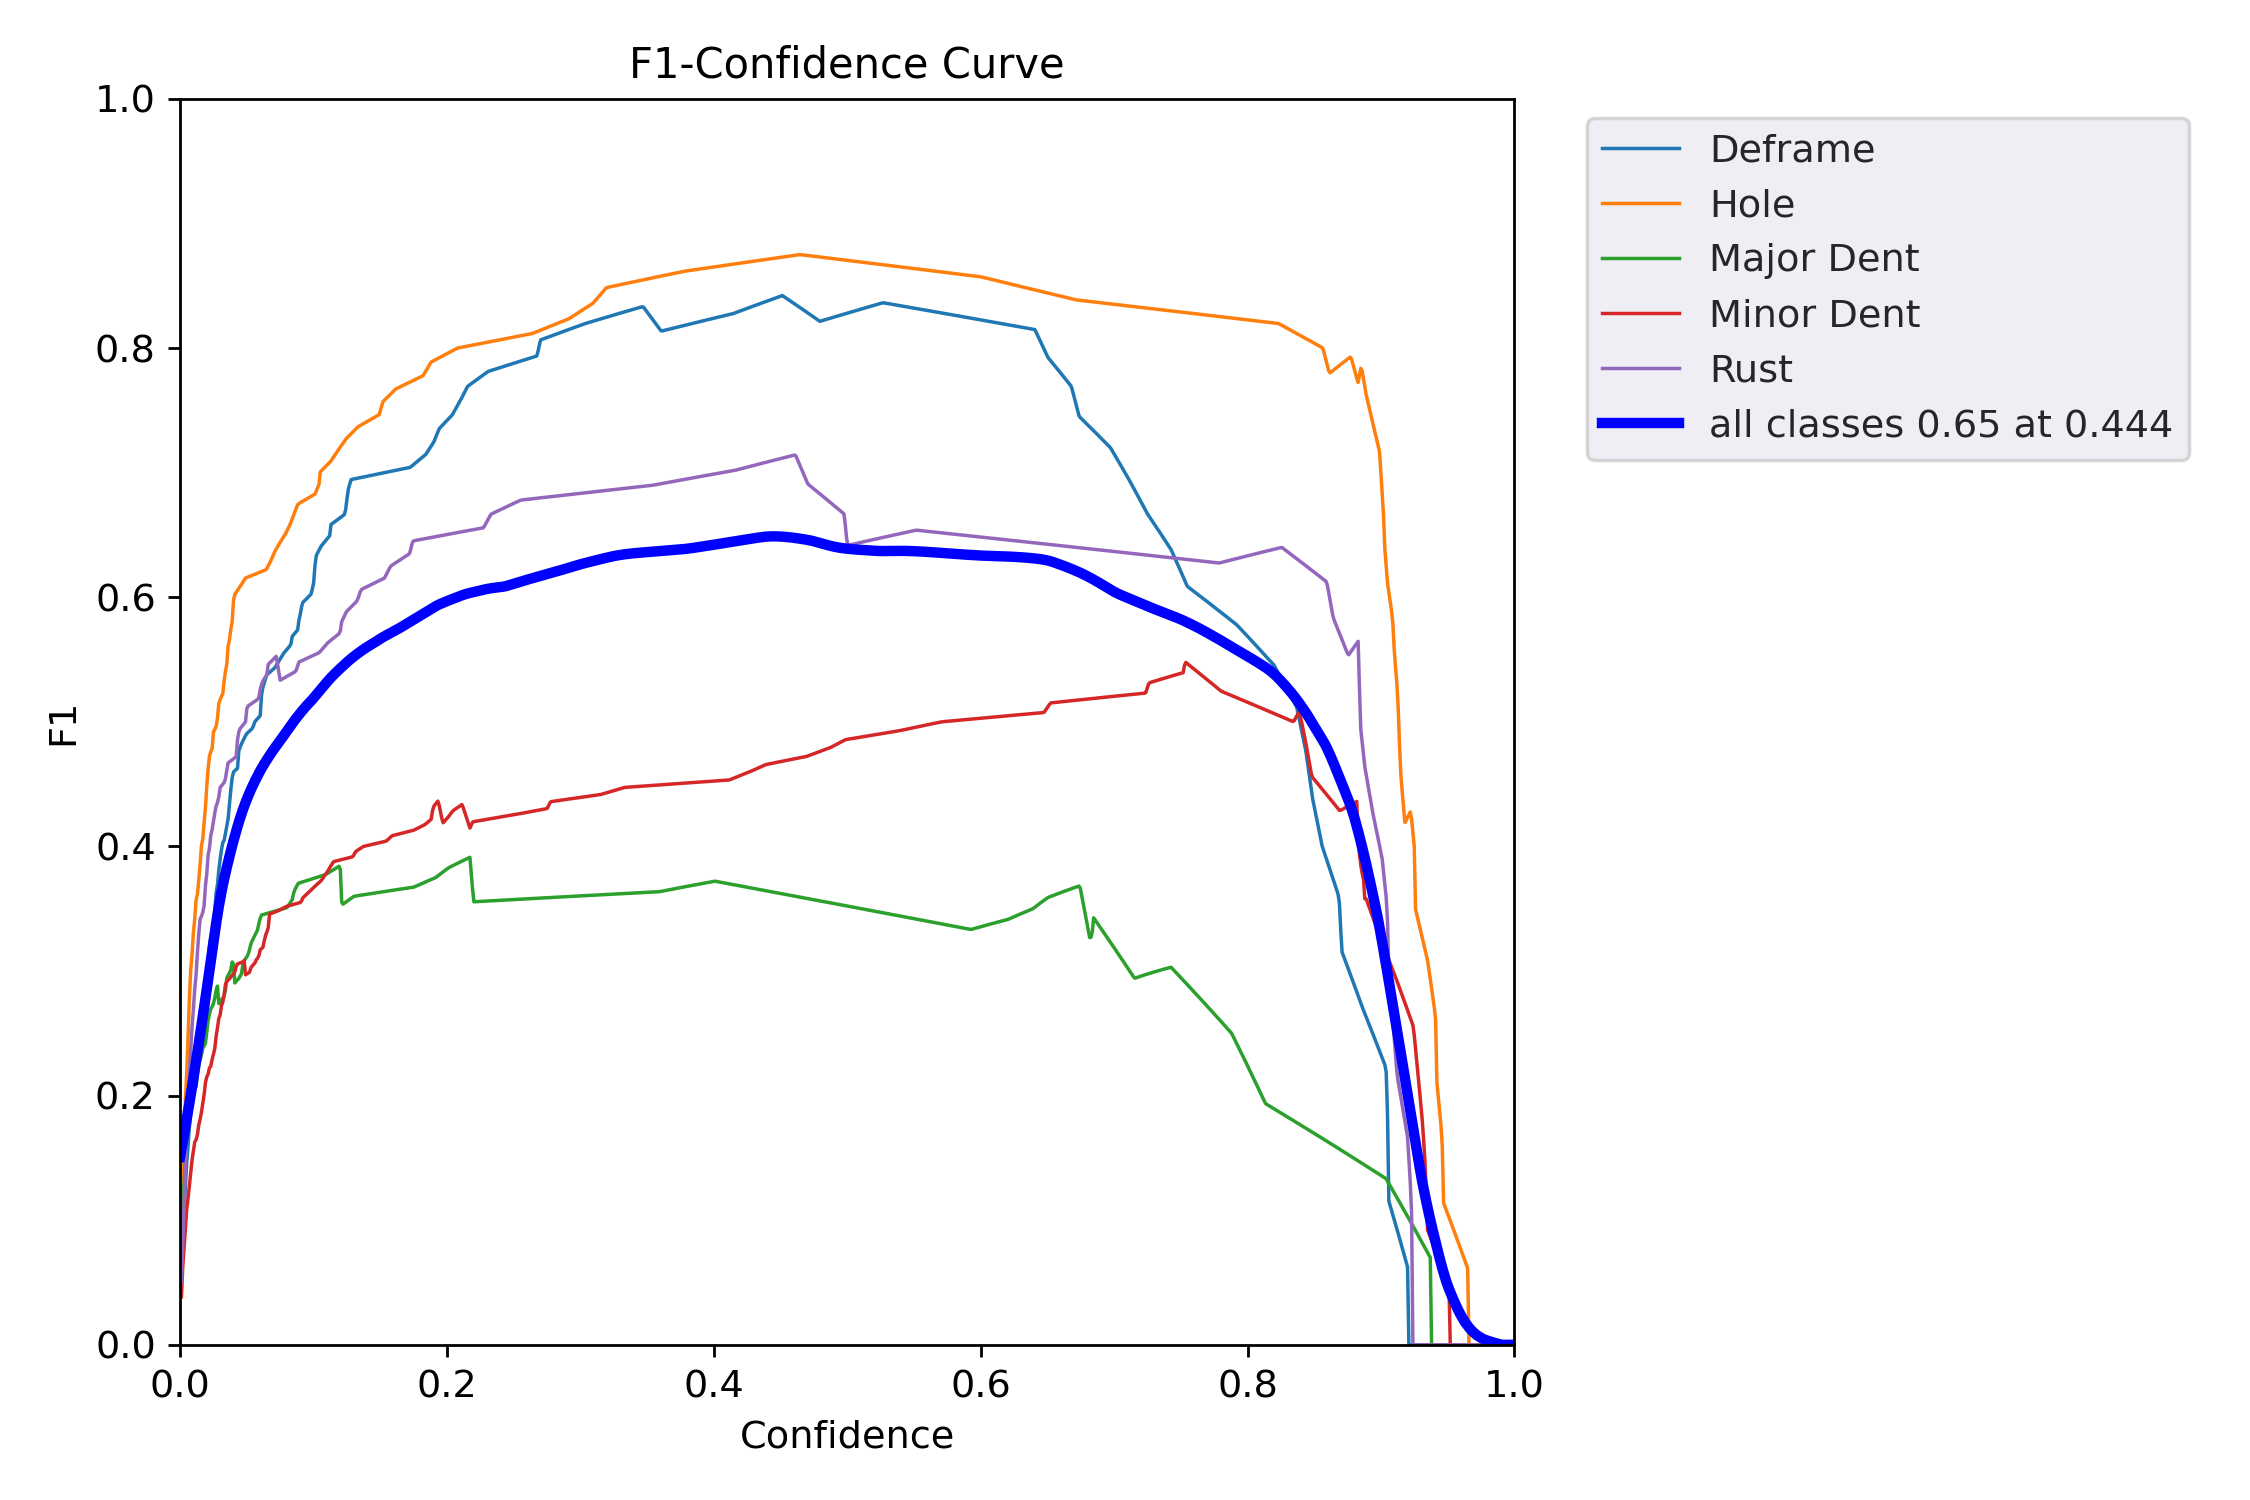 F1-Confidence Curve
1.0
0.8
0.6
0.4
0.2
0.0
F1
0.0 0.2 0.4 0.6 0.8 1.0
Confidence
Deframe
Hole
Major Dent
Minor Dent
Rust
all classes 0.65 at 0.444